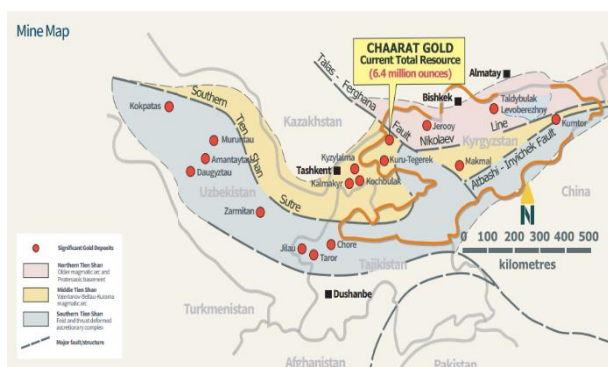 Mine Map
CHAARAT GOLD
Current Total Resource
(6.4 million ounces)
Talas - Ferghana
Fault
Almatay
Bishkek
Taldybulak
Levoberezhny
Kumtor
Jerooy
Nikolaev
Line
Kyrgyzstan
Kazakhstan
Southern
Tien
Shan
Sutre
Kokpatas
Muruntau
Amantaytau
Daugyztau
Uzbekistan
Zarmitan
Tashkent
Kyzylalma
Kalmakyr
Kochbulak
Kuru-Tegerek
Makmal
Atbashi - Inyichek Fault
China
N
0 100 200 300 400 500
kilometres
Jilau
Taror
Chore
Tajikistan
Dushanbe
Turkmenistan
Afghanistan
Pakistan
Significant Gold Deposits
Northern Tien Shan
Older magmatic arc and
Proterozoic basement
Middle Tien Shan
Valerianov-Beltau-Kurama
magmatic arc
Southern Tien Shan
Fold and thrust deformed
accretionary complex
Major fault/structure